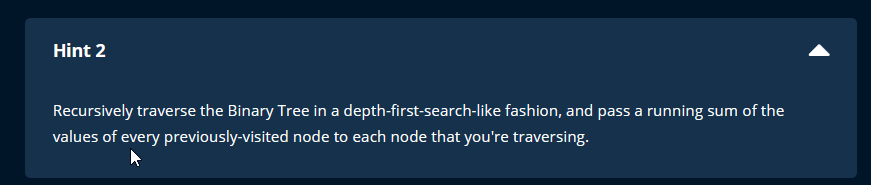 Hint 2
Recursively traverse the Binary Tree in a depth-first-search-like fashion, and pass a running sum of the
values of every previously-visited node to each node that you're traversing.